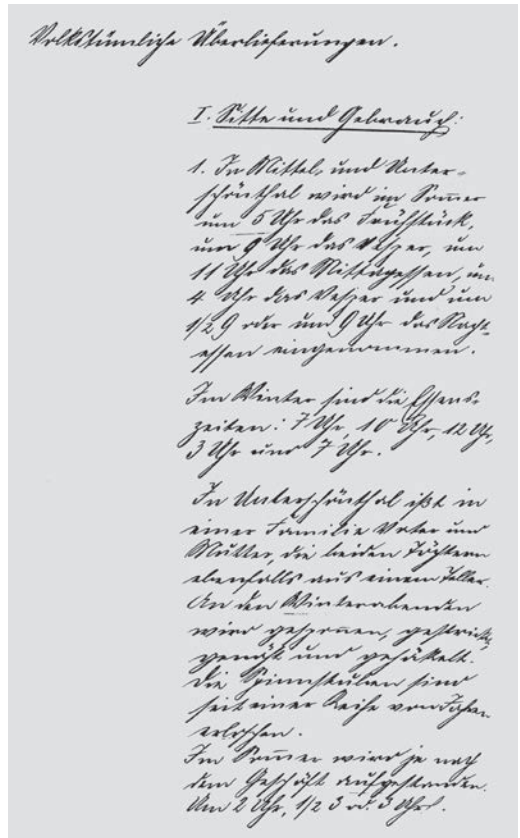 Volkstümliche Überlieferungen.
I. Sitte und Gebrauch:
1. In Mittel- und Unter-
schönthal wird im Sommer
um 5 Uhr das Frühstück,
um 9 Uhr das Vesper, um
11 Uhr das Mittagessen, um
4 Uhr das Vesper und um
1/2 9 oder um 9 Uhr das Nacht-
essen eingenommen.
Im Winter sind die Essens-
zeiten: 7 Uhr, 10 Uhr, 12 Uhr,
3 Uhr und 7 Uhr.
In Unterschönthal ißt in
einer Familie Vater und
Mutter, die beiden Töchtern
ebenfalls aus einem Teller.
An den Winterabenden
wird gesponnen, gestrickt,
genäht und gehäkelt.
Die Spinnstuben sind
seit einer Reihe von Jahren
erloschen.
Im Sommer wird je nach
dem Geschäft aufgestanden.
Um 2 Uhr, 1/2 3 od. 3 Uhr.